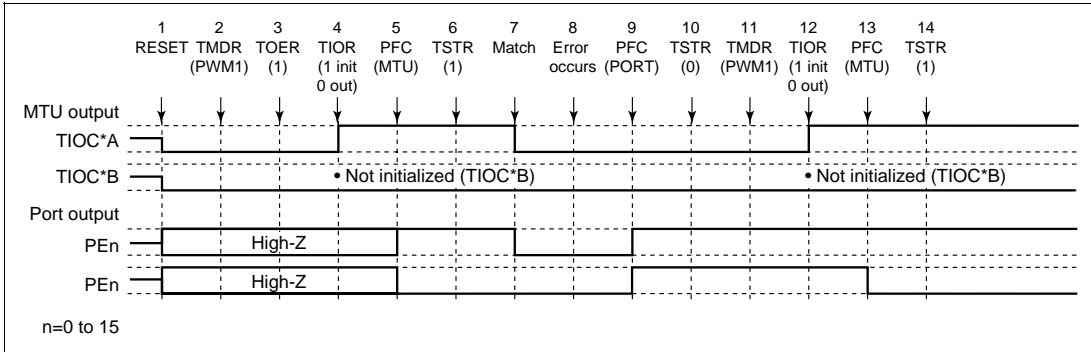 1 2 3 4 5 6 7 8 9 10 11 12 13 14
RESET TMDR TOER TIOR PFC TSTR Match Error PFC TSTR TMDR TIOR PFC TSTR
(PWM1) (1) (1 init (MTU) (1) occurs (PORT) (0) (PWM1) (1 init (MTU) (1)
0 out) 0 out)
MTU output
TIOC*A
TIOC*B • Not initialized (TIOC*B) • Not initialized (TIOC*B)
Port output
PEn High-Z
PEn High-Z
n=0 to 15